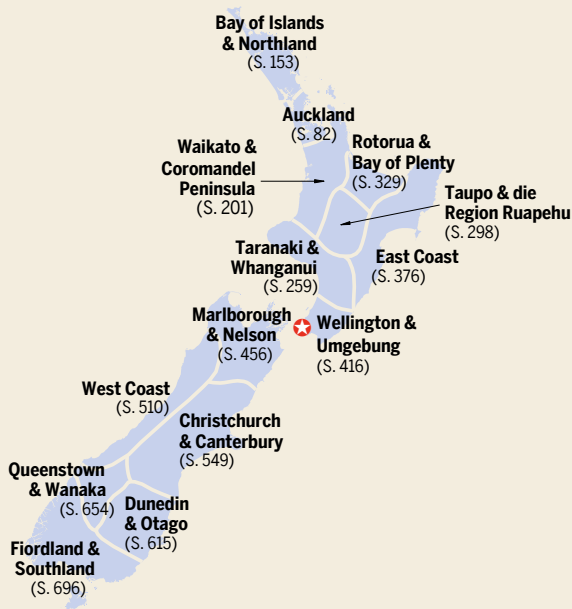 Bay of Islands
& Northland
(S. 153)
Auckland
(S. 82)
Waikato &
Coromandel
Peninsula
(S. 201)
Rotorua &
Bay of Plenty
(S. 329)
Taupo & die
Region Ruapehu
(S. 298)
Taranaki &
Whanganui
(S. 259)
East Coast
(S. 376)
Marlborough
& Nelson
(S. 456)
Wellington &
Umgebung
(S. 416)
West Coast
(S. 510)
Christchurch
& Canterbury
(S. 549)
Queenstown
& Wanaka
(S. 654)
Dunedin
& Otago
(S. 615)
Fiordland &
Southland
(S. 696)